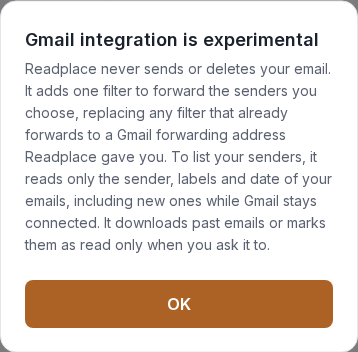 Gmail integration is experimental
Readplace never sends or deletes your email.
It adds one filter to forward the senders you
choose, replacing any filter that already
forwards to a Gmail forwarding address
Readplace gave you. To list your senders, it
reads only the sender, labels and date of your
emails, including new ones while Gmail stays
connected. It downloads past emails or marks
them as read only when you ask it to.
OK